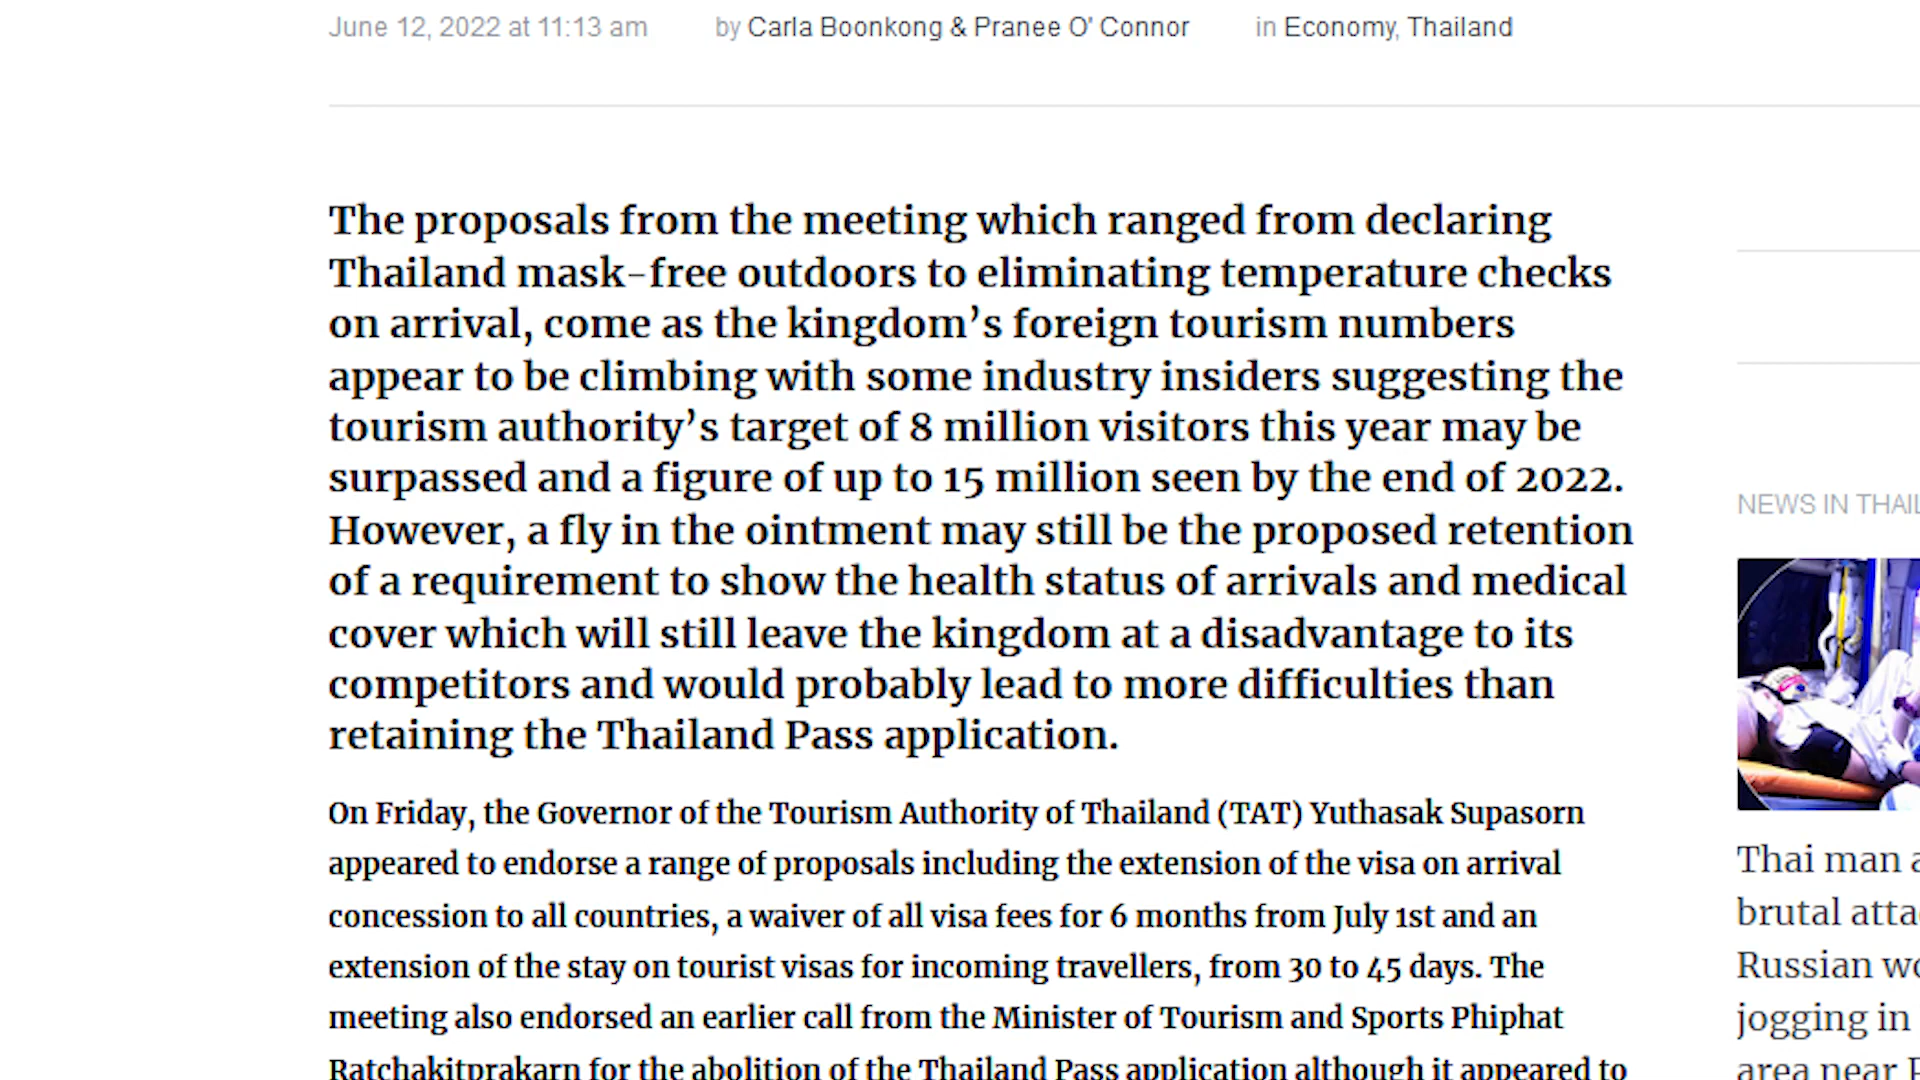 June 12, 2022 at 11:13 am by Carla Boonkong & Pranee O' Connor in Economy, Thailand
The proposals from the meeting which ranged from declaring
Thailand mask-free outdoors to eliminating temperature checks
on arrival, come as the kingdom’s foreign tourism numbers
appear to be climbing with some industry insiders suggesting the
tourism authority’s target of 8 million visitors this year may be
surpassed and a figure of up to 15 million seen by the end of 2022.
However, a fly in the ointment may still be the proposed retention
of a requirement to show the health status of arrivals and medical
cover which will still leave the kingdom at a disadvantage to its
competitors and would probably lead to more difficulties than
retaining the Thailand Pass application.
On Friday, the Governor of the Tourism Authority of Thailand (TAT) Yuthasak Supasorn
appeared to endorse a range of proposals including the extension of the visa on arrival
concession to all countries, a waiver of all visa fees for 6 months from July 1st and an
extension of the stay on tourist visas for incoming travellers, from 30 to 45 days. The
meeting also endorsed an earlier call from the Minister of Tourism and Sports Phiphat
Ratchakitprakarn for the abolition of the Thailand Pass application although it appeared to
NEWS IN
Thai man
brutal
Russian
jogging in
area near